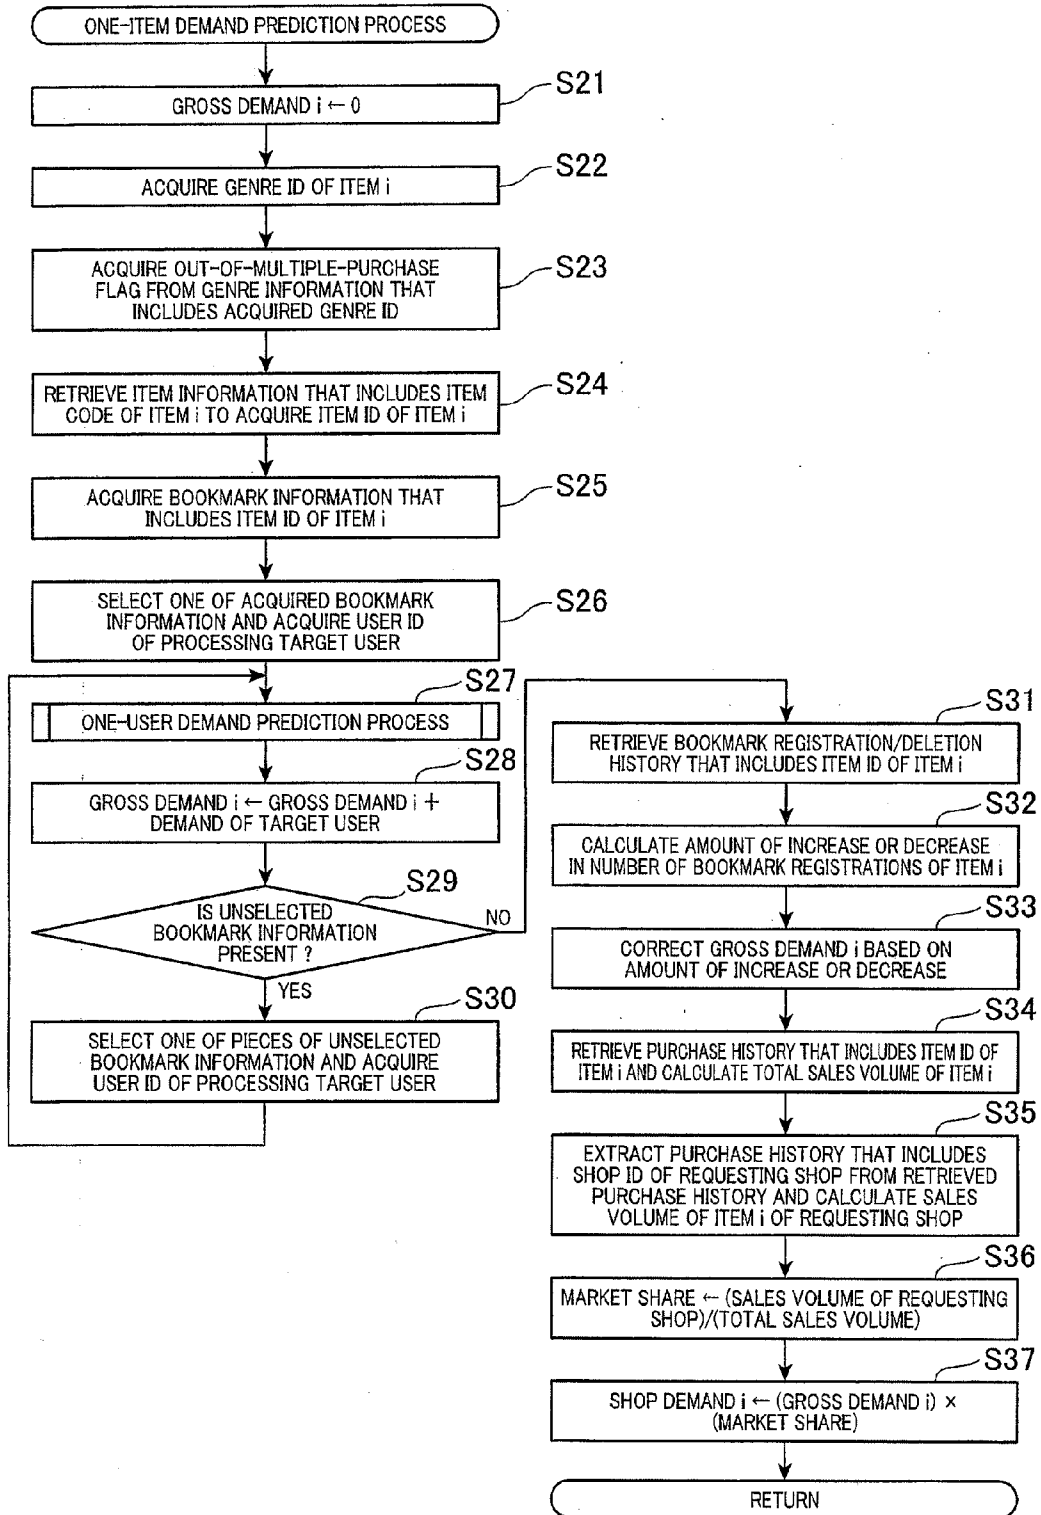 ONE-ITEM DEMAND PREDICTION PROCESS
S21
GROSS DEMAND i ← 0
S22
ACQUIRE GENRE ID OF ITEM i
S23
ACQUIRE OUT-OF-MULTIPLE-PURCHASE
FLAG FROM GENRE INFORMATION THAT
INCLUDES ACQUIRED GENRE ID
S24
RETRIEVE ITEM INFORMATION THAT INCLUDES ITEM
CODE OF ITEM i TO ACQUIRE ITEM ID OF ITEM i
S25
ACQUIRE BOOKMARK INFORMATION THAT
INCLUDES ITEM ID OF ITEM i
S26
SELECT ONE OF ACQUIRED BOOKMARK
INFORMATION AND ACQUIRE USER ID
OF PROCESSING TARGET USER
S27
ONE-USER DEMAND PREDICTION PROCESS
S28
GROSS DEMAND i ← GROSS DEMAND i +
DEMAND OF TARGET USER
S29
IS UNSELECTED
BOOKMARK INFORMATION
PRESENT ?
NO
YES
S30
SELECT ONE OF PIECES OF UNSELECTED
BOOKMARK INFORMATION AND ACQUIRE
USER ID OF PROCESSING TARGET USER
S31
RETRIEVE BOOKMARK REGISTRATION/DELETION
HISTORY THAT INCLUDES ITEM ID OF ITEM i
S32
CALCULATE AMOUNT OF INCREASE OR DECREASE
IN NUMBER OF BOOKMARK REGISTRATIONS OF ITEM i
S33
CORRECT GROSS DEMAND i BASED ON
AMOUNT OF INCREASE OR DECREASE
S34
RETRIEVE PURCHASE HISTORY THAT INCLUDES ITEM ID OF
ITEM i AND CALCULATE TOTAL SALES VOLUME OF ITEM i
S35
EXTRACT PURCHASE HISTORY THAT INCLUDES
SHOP ID OF REQUESTING SHOP FROM RETRIEVED
PURCHASE HISTORY AND CALCULATE SALES
VOLUME OF ITEM i OF REQUESTING SHOP
S36
MARKET SHARE ← (SALES VOLUME OF REQUESTING
SHOP)/(TOTAL SALES VOLUME)
S37
SHOP DEMAND i ← (GROSS DEMAND i) ×
(MARKET SHARE)
RETURN